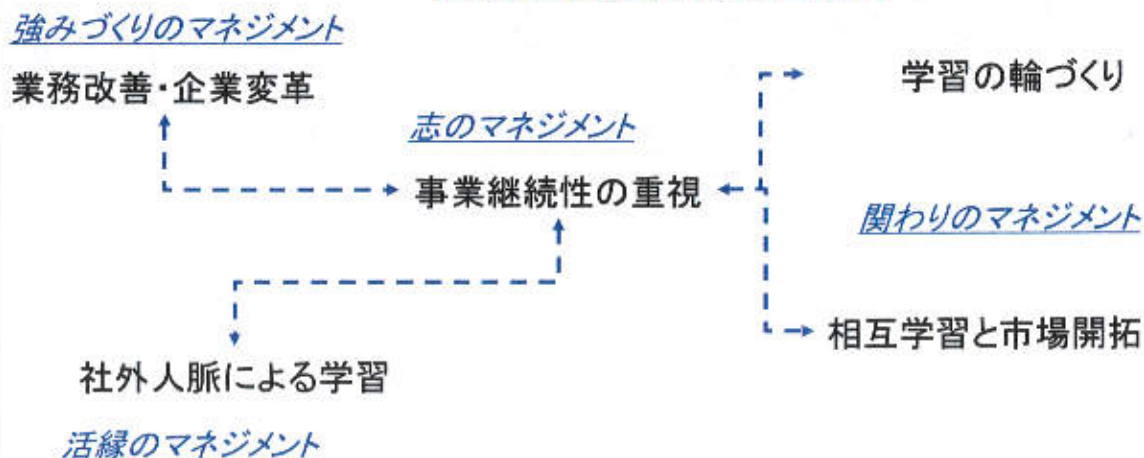 強みづくりのマネジメント
業務改善・企業変革
学習の輪づくり
志のマネジメント
事業継続性の重視
関わりのマネジメント
相互学習と市場開拓
社外人脈による学習
活縁のマネジメント